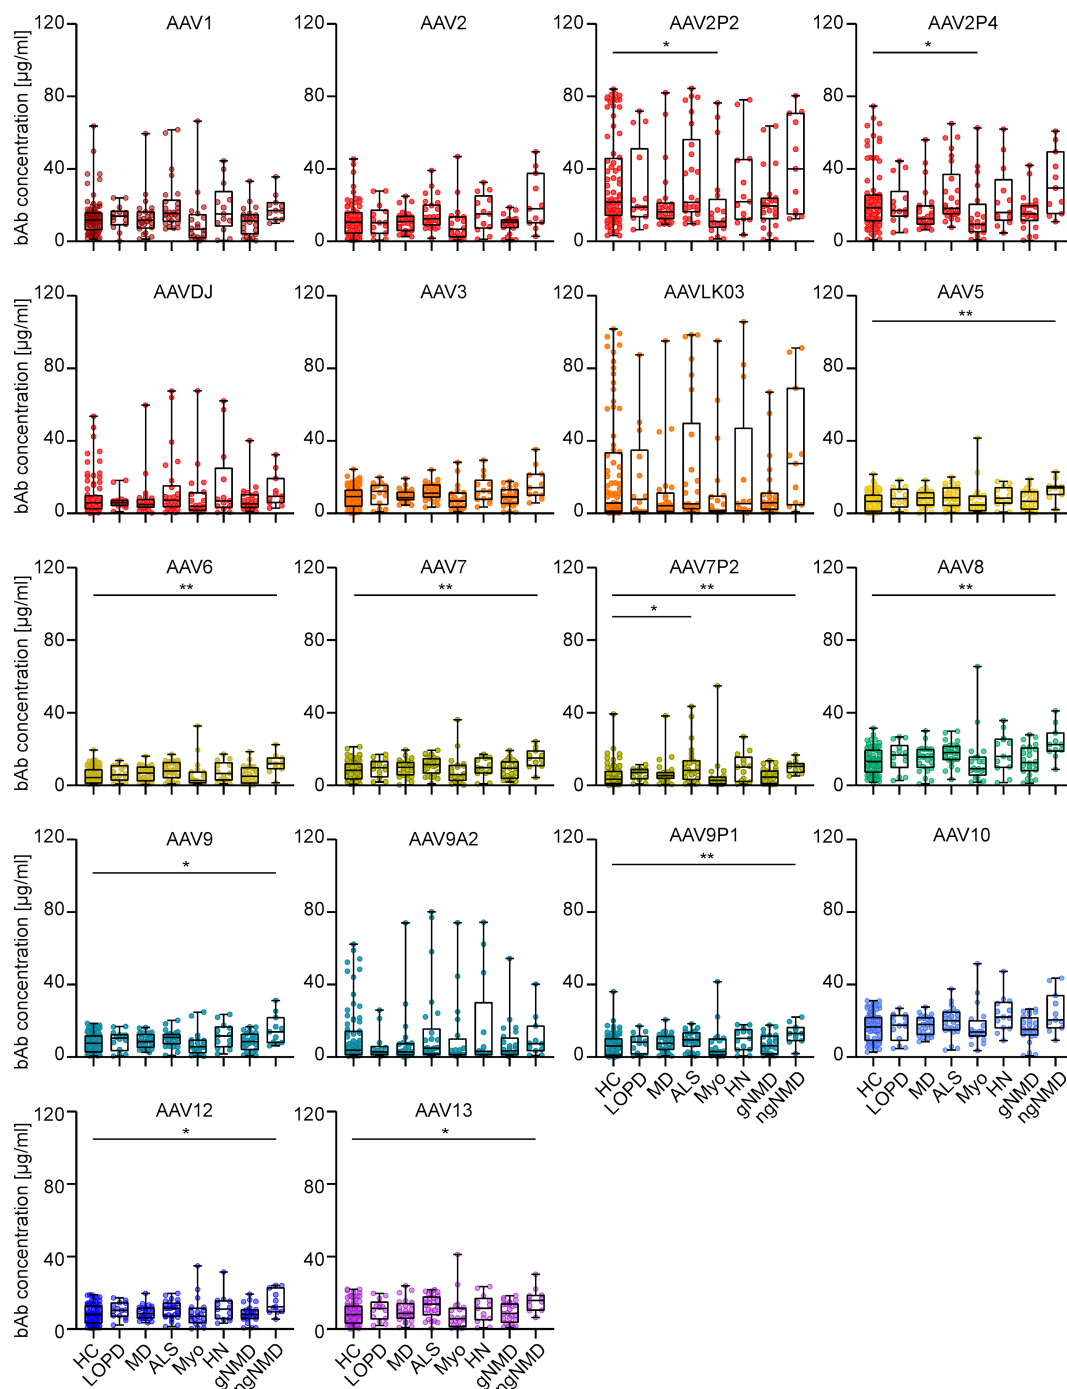 AAV1 AAV2 AAV2P2 AAV2P4
bAb concentration [µg/ml]
120 120 120 120
* *
80 80 80 80
40 40 40 40
0 0 0 0
AAVDJ AAV3 AAVLK03 AAV5
bAb concentration [µg/ml]
120 120 120 120
**
80 80 80 80
40 40 40 40
0 0 0 0
AAV6 AAV7 AAV7P2 AAV8
bAb concentration [µg/ml]
120 120 120 120
** ** ** **
*
80 80 80 80
40 40 40 40
0 0 0 0
AAV9 AAV9A2 AAV9P1 AAV10
bAb concentration [µg/ml]
120 120 120 120
* **
80 80 80 80
40 40 40 40
0 0 0 0
HC LOPD MD ALS Myo HN gNMD ngNMD HC LOPD MD ALS Myo HN gNMD ngNMD
AAV12 AAV13
bAb concentration [µg/ml]
120 120
* *
80 80
40 40
0 0
HC LOPD MD ALS Myo HN gNMD ngNMD HC LOPD MD ALS Myo HN gNMD ngNMD